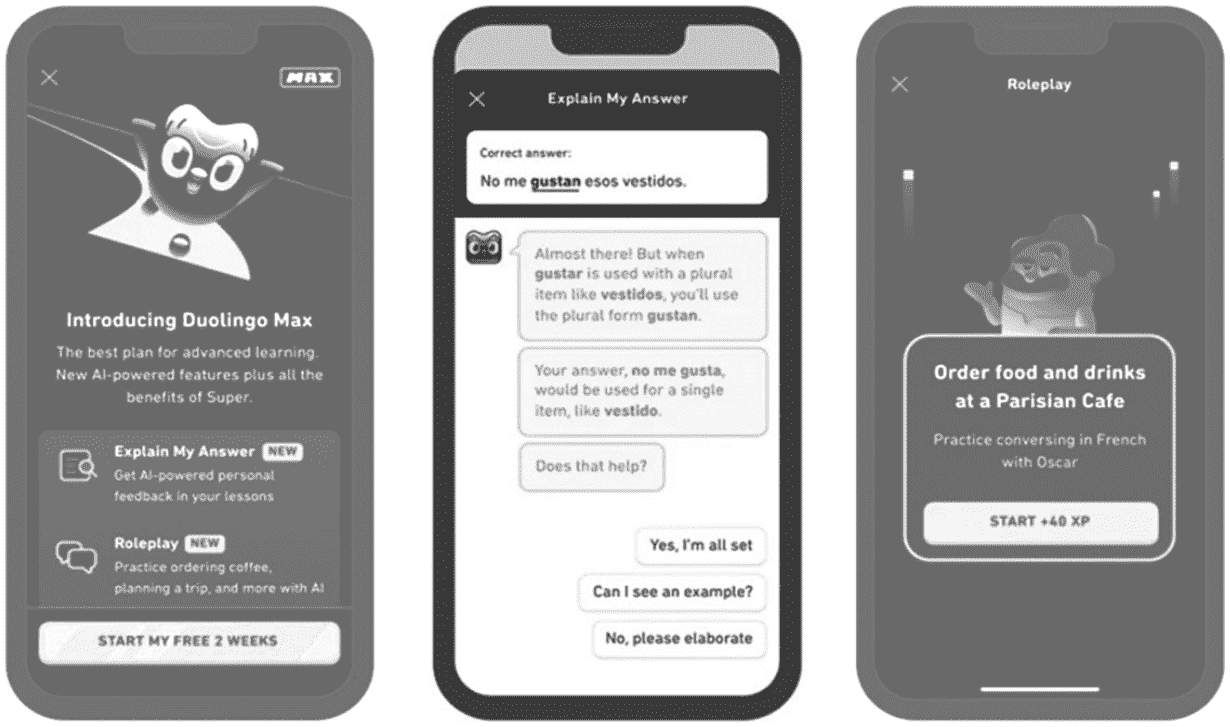 MAX
Introducing Duolingo Max
The best plan for advanced learning.
New AI-powered features plus all the
benefits of Super.
Explain My Answer NEW
Get AI-powered personal
feedback in your lessons
Roleplay NEW
Practice ordering coffee,
planning a trip, and more with AI
START MY FREE 2 WEEKS
Explain My Answer
Correct answer:
No me gustan esos vestidos.
Almost there! But when
gustar is used with a plural
item like vestidos, you'll use
the plural form gustan.
Your answer, no me gusta,
would be used for a single
item, like vestido.
Does that help?
Yes, I'm all set
Can I see an example?
No, please elaborate
Roleplay
Order food and drinks
at a Parisian Cafe
Practice conversing in French
with Oscar
START +40 XP